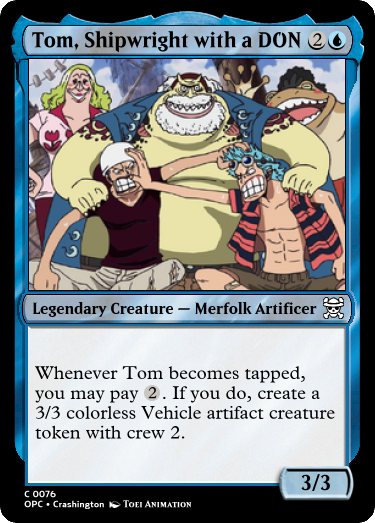 Tom, Shipwright with a DON 2
Legendary Creature — Merfolk Artificer
Whenever Tom becomes tapped,
you may pay 2. If you do, create a
3/3 colorless Vehicle artifact creature
token with crew 2.
3/3
C 0076
OPC • Crashington TOEI ANIMATION